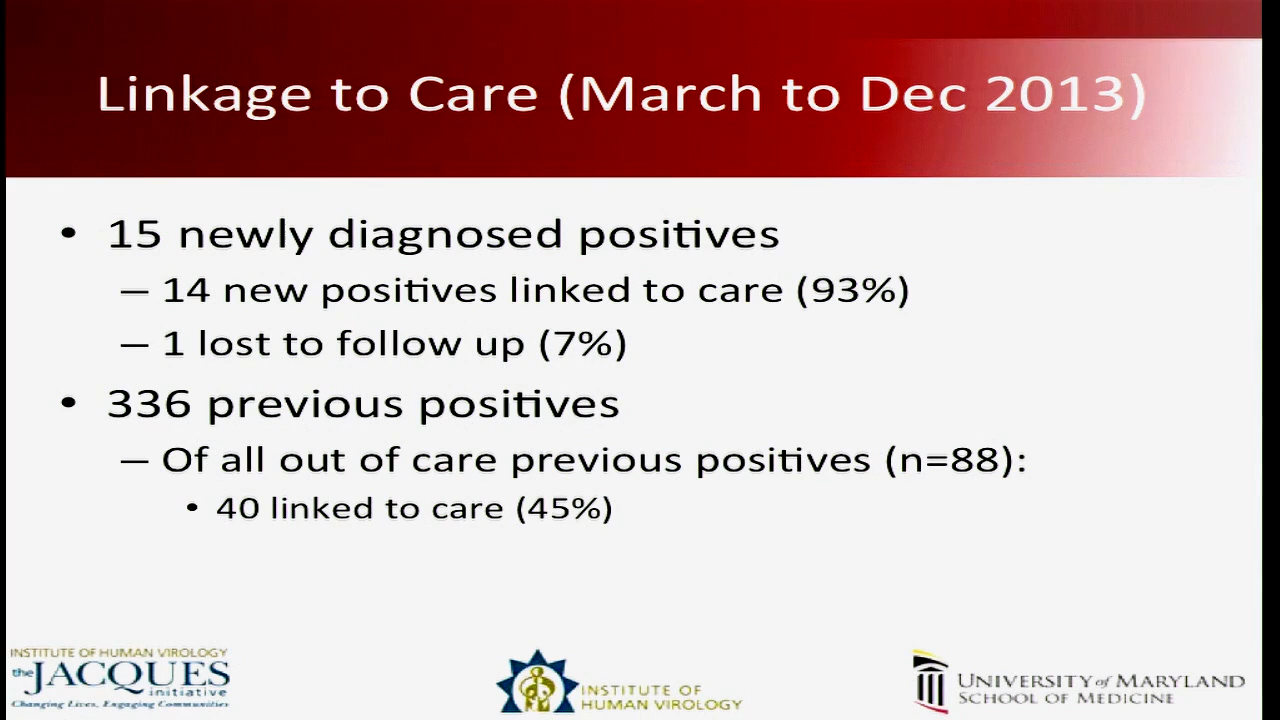 Linkage to Care (March to Dec 2013)
• 15 newly diagnosed positives
– 14 new positives linked to care (93%)
– 1 lost to follow up (7%)
• 336 previous positives
– Of all out of care previous positives (n=88):
• 40 linked to care (45%)
INSTITUTE OF HUMAN VIROLOGY
the JACQUES
initiative
Changing Lives, Engaging Communities
INSTITUTE OF
HUMAN VIROLOGY
UNIVERSITY of MARYLAND
SCHOOL OF MEDICINE